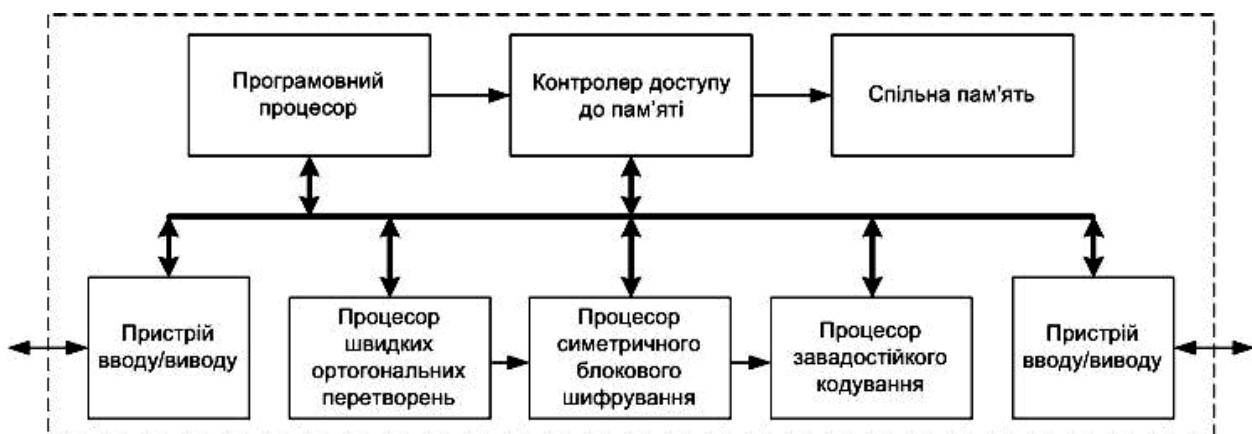 Програмовний
процесор
Контролер доступу
до пам’яті
Спільна пам’ять
Пристрій
вводу/виводу
Процесор
швидких
ортогональних
перетворень
Процесор
симетричного
блокового
шифрування
Процесор
завадостійкого
кодування
Пристрій
вводу/виводу